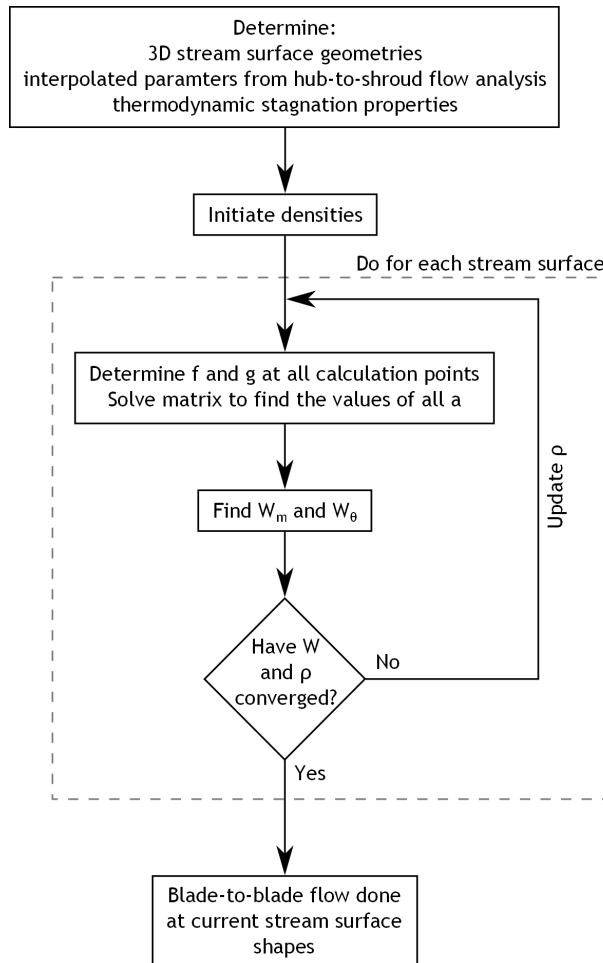 Determine:
3D stream surface geometries
interpolated paramters from hub-to-shroud flow analysis
thermodynamic stagnation properties
Initiate densities
Do for each stream surface
Determine f and g at all calculation points
Solve matrix to find the values of all a
Find Wₘ and W_θ
Update ρ
Have W
and ρ
converged?
No
Yes
Blade-to-blade flow done
at current stream surface
shapes